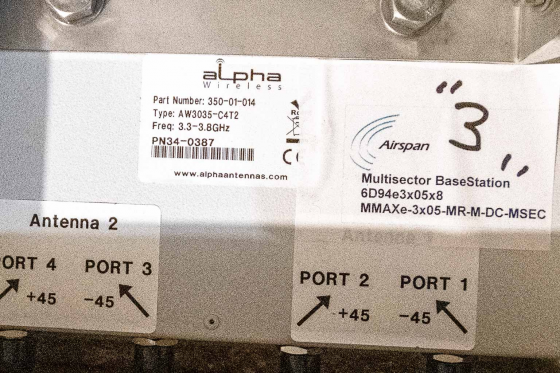 aLpha
Wireless
Part Number: 350-01-014
Type: AW3035-C4T2
Freq: 3.3-3.8GHz
PN34-0387
www.alphaantennas.com
"3"
Airspan
Multisector BaseStation
6D94e3x05x8
MMAXe-3x05-MR-M-DC-MSEC
Antenna 2
PORT 4
PORT 3
+45
-45
Antenna
PORT 2
PORT 1
+45
-45